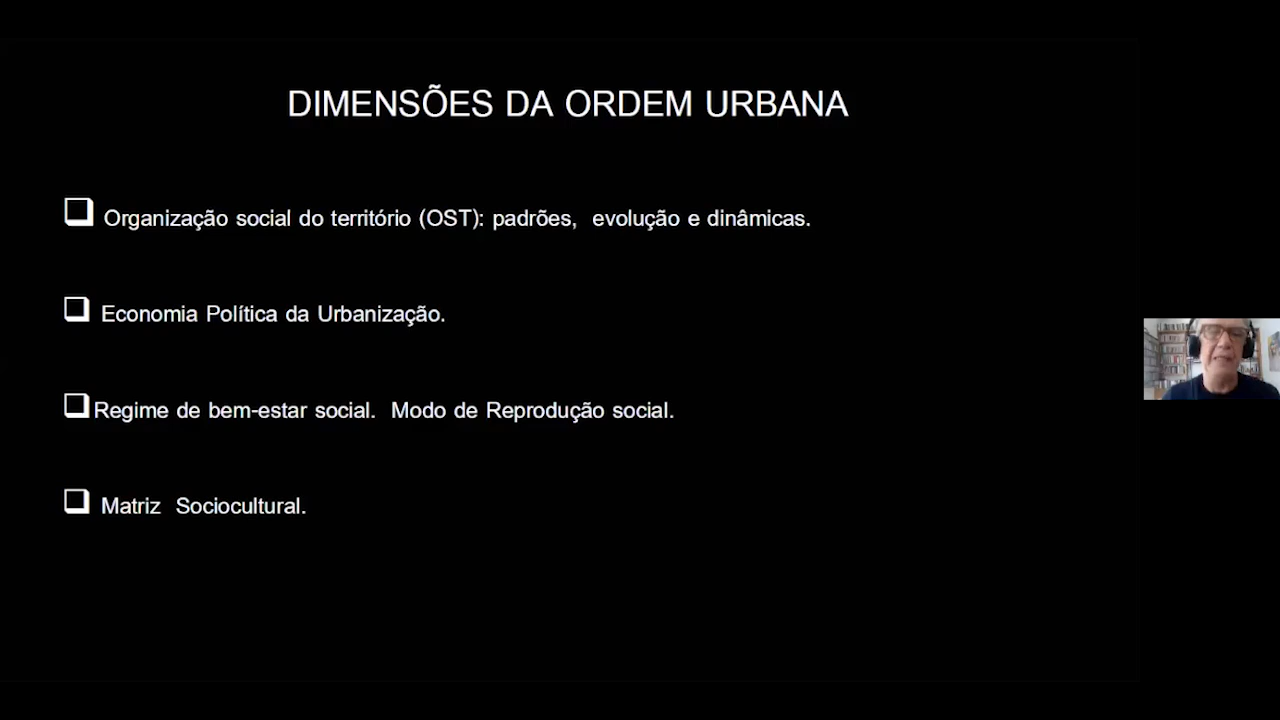 DIMENSÕES DA ORDEM URBANA
Organização social do território (OST): padrões, evolução e dinâmicas.
Economia Política da Urbanização.
Regime de bem-estar social. Modo de Reprodução social.
Matriz Sociocultural.